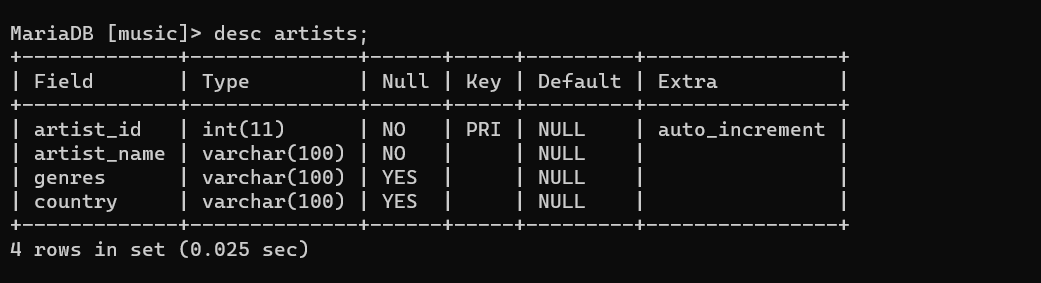 MariaDB [music]> desc artists;
+-------------+--------------+------+-----+---------+----------------+
| Field       | Type         | Null | Key | Default | Extra          |
+-------------+--------------+------+-----+---------+----------------+
| artist_id   | int(11)      | NO   | PRI | NULL    | auto_increment |
| artist_name | varchar(100) | NO   |     | NULL    |                |
| genres      | varchar(100) | YES  |     | NULL    |                |
| country     | varchar(100) | YES  |     | NULL    |                |
+-------------+--------------+------+-----+---------+----------------+
4 rows in set (0.025 sec)